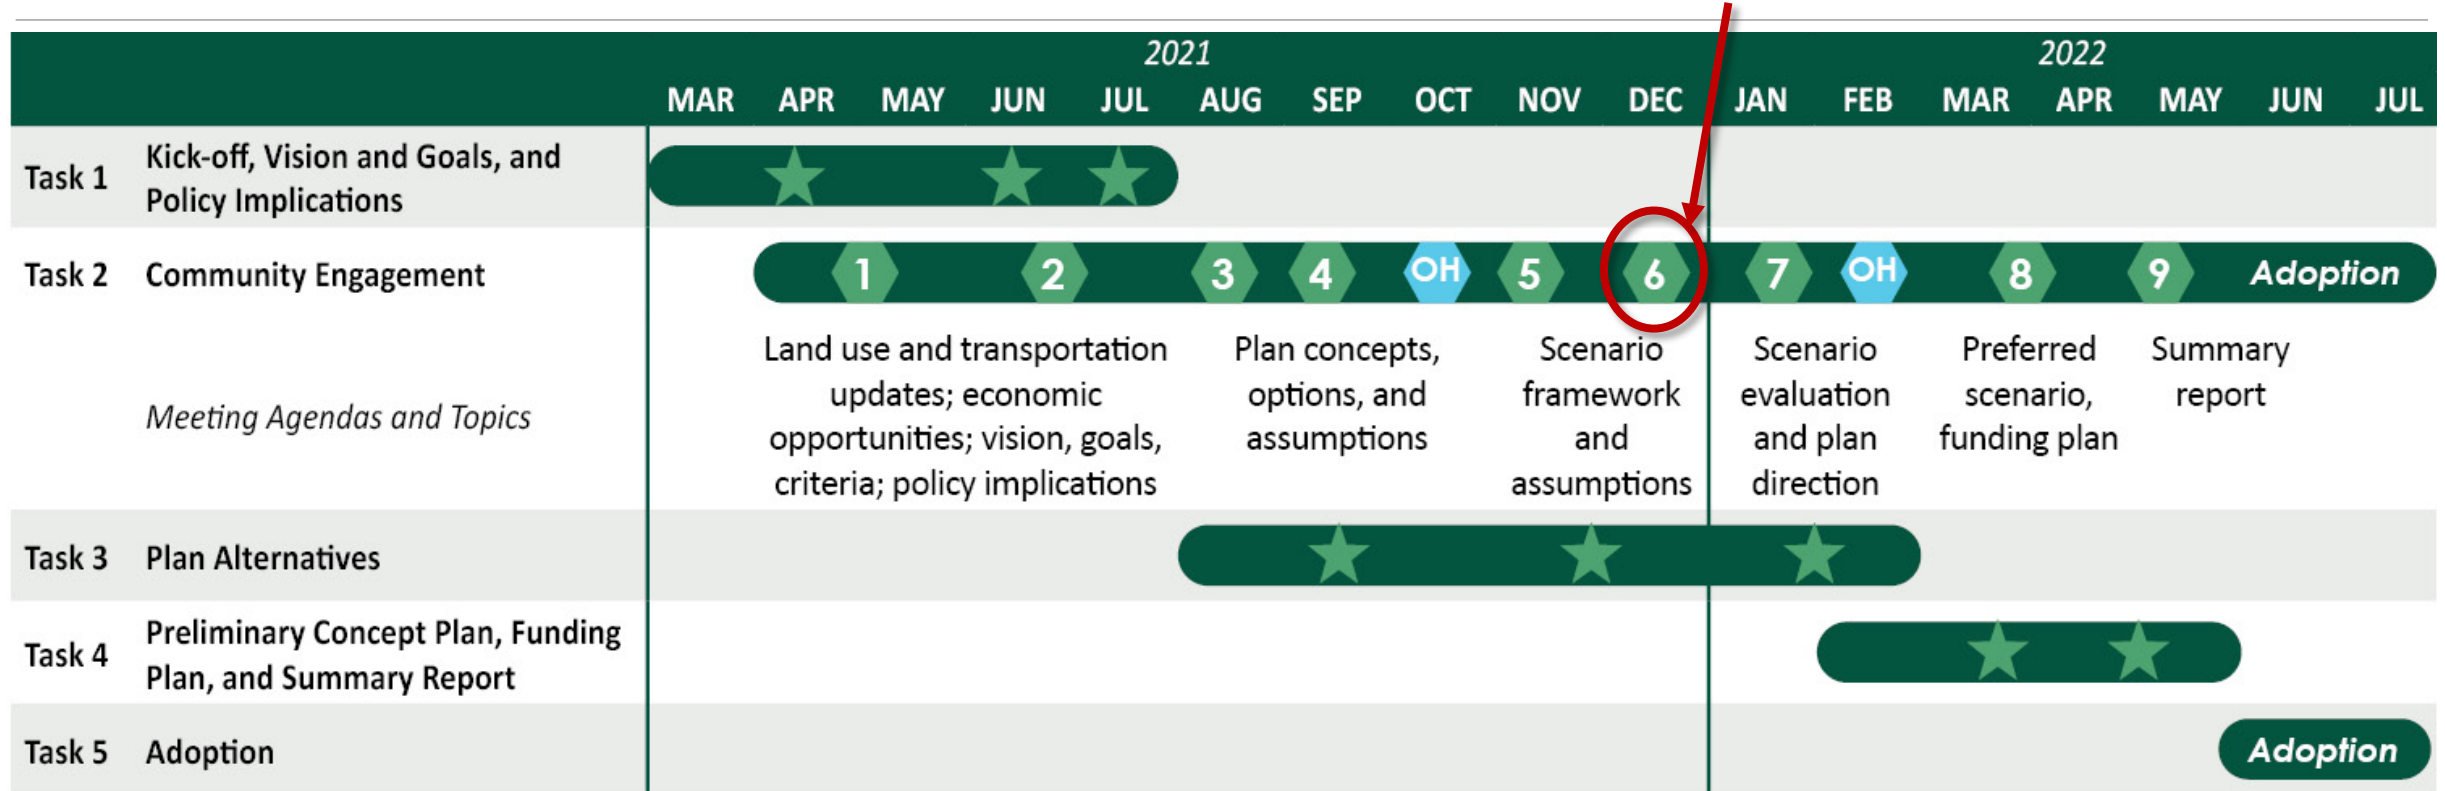 2021 2022
MAR APR MAY JUN JUL AUG SEP OCT NOV DEC JAN FEB MAR APR MAY JUN JUL
Task 1
Kick-off, Vision and Goals, and
Policy Implications
Task 2
Community Engagement
1 2 3 4 OH 5 6 7 OH 8 9 Adoption
Meeting Agendas and Topics
Land use and transportation
updates; economic
opportunities; vision, goals,
criteria; policy implications
Plan concepts,
options, and
assumptions
Scenario
framework
and
assumptions
Scenario
evaluation
and plan
direction
Preferred
scenario,
funding plan
Summary
report
Task 3
Plan Alternatives
Task 4
Preliminary Concept Plan, Funding
Plan, and Summary Report
Task 5
Adoption
Adoption